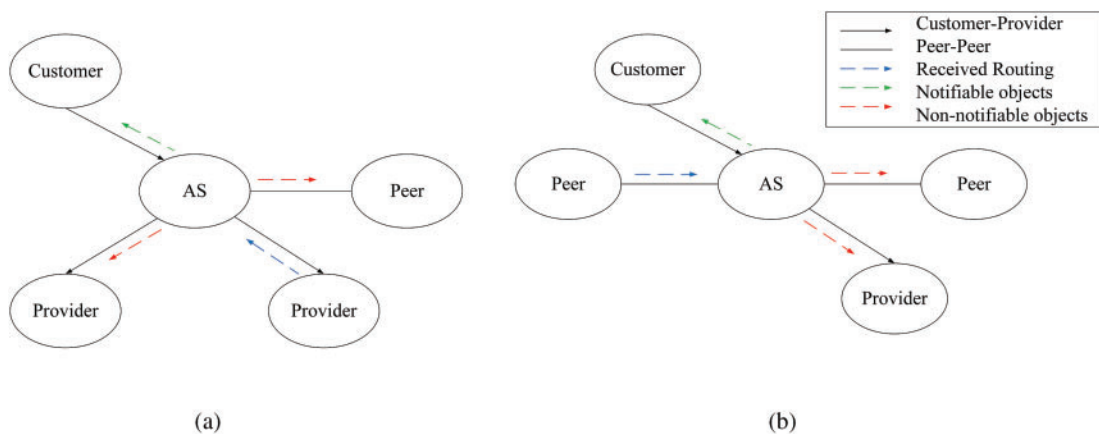 Customer
AS
Peer
Provider
Provider
(a)
Customer
Peer
AS
Peer
Provider
(b)
Customer-Provider
Peer-Peer
Received Routing
Notifiable objects
Non-notifiable objects